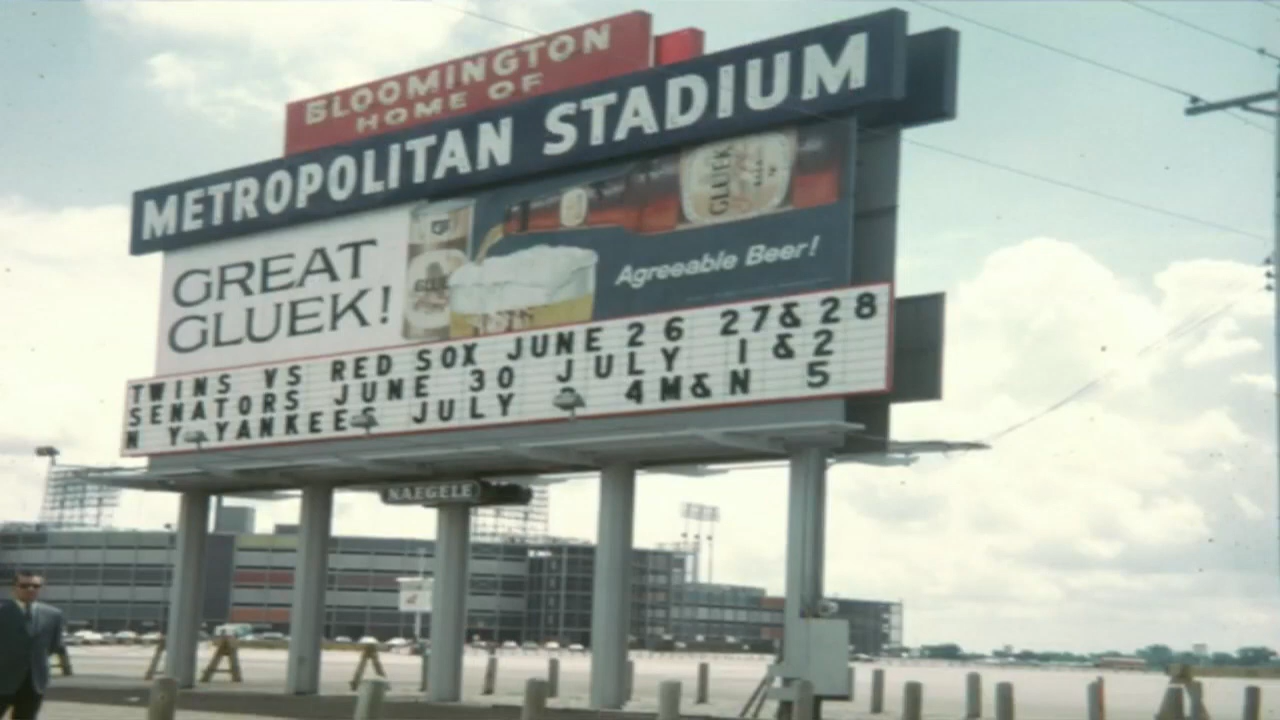 BLOOMINGTON
HOME OF
METROPOLITAN STADIUM
GREAT
GLUEK!
GLUEK
Agreeable Beer!
TWINS VS RED SOX JUNE 26 27& 28
SENATORS JUNE 30 JULY 1 & 2
N Y YANKEES JULY 4 M&N 5
NAEGELE